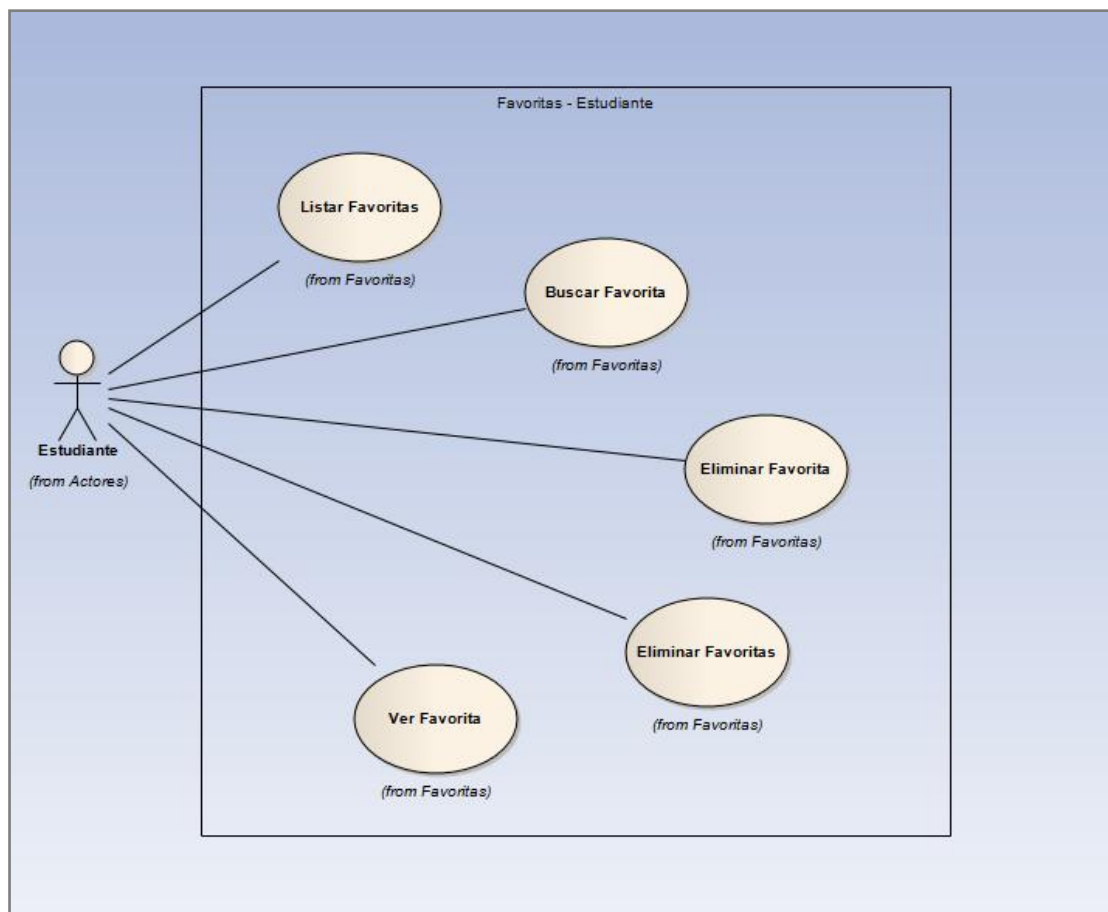 Favoritas - Estudiante
Listar Favoritas
(from Favoritas)
Buscar Favorita
(from Favoritas)
Estudiante
(from Actores)
Eliminar Favorita
(from Favoritas)
Eliminar Favoritas
(from Favoritas)
Ver Favorita
(from Favoritas)